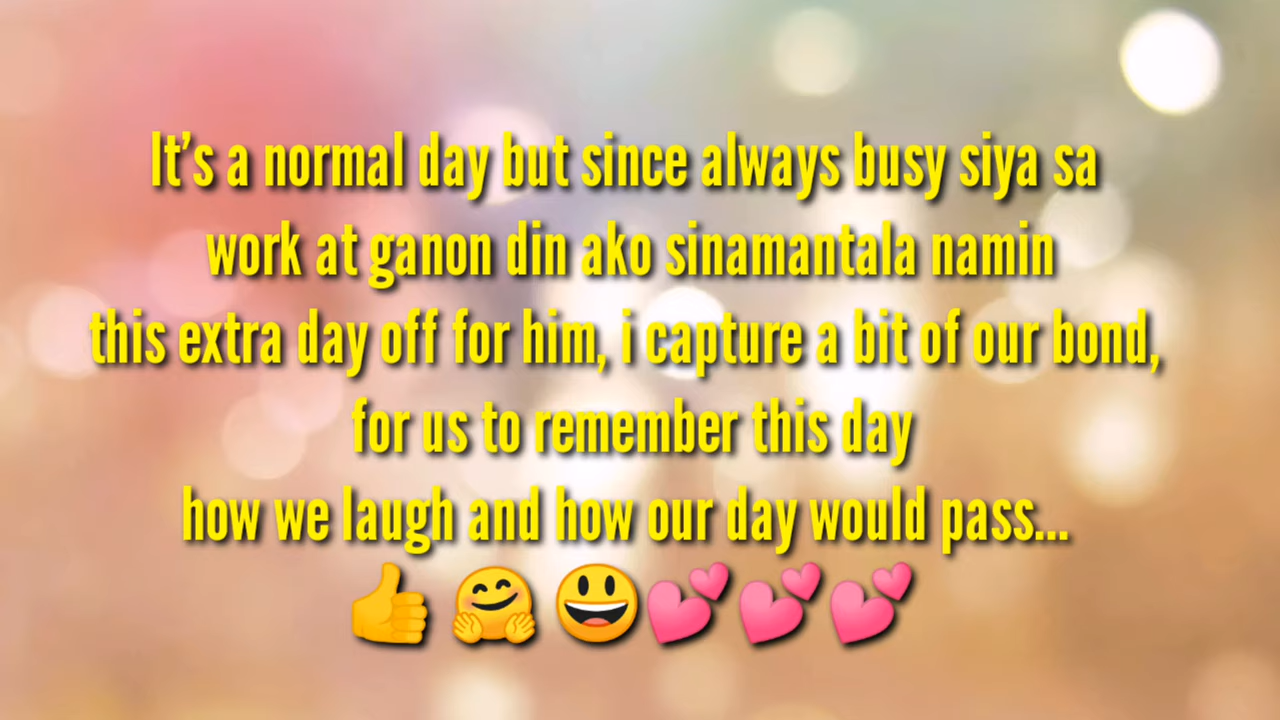 It's a normal day but since always busy siya sa
work at ganon din ako sinamantala namin
this extra day off for him, i capture a bit of our bond,
for us to remember this day
how we laugh and how our day would pass...
👍🤗😃💕💕💕